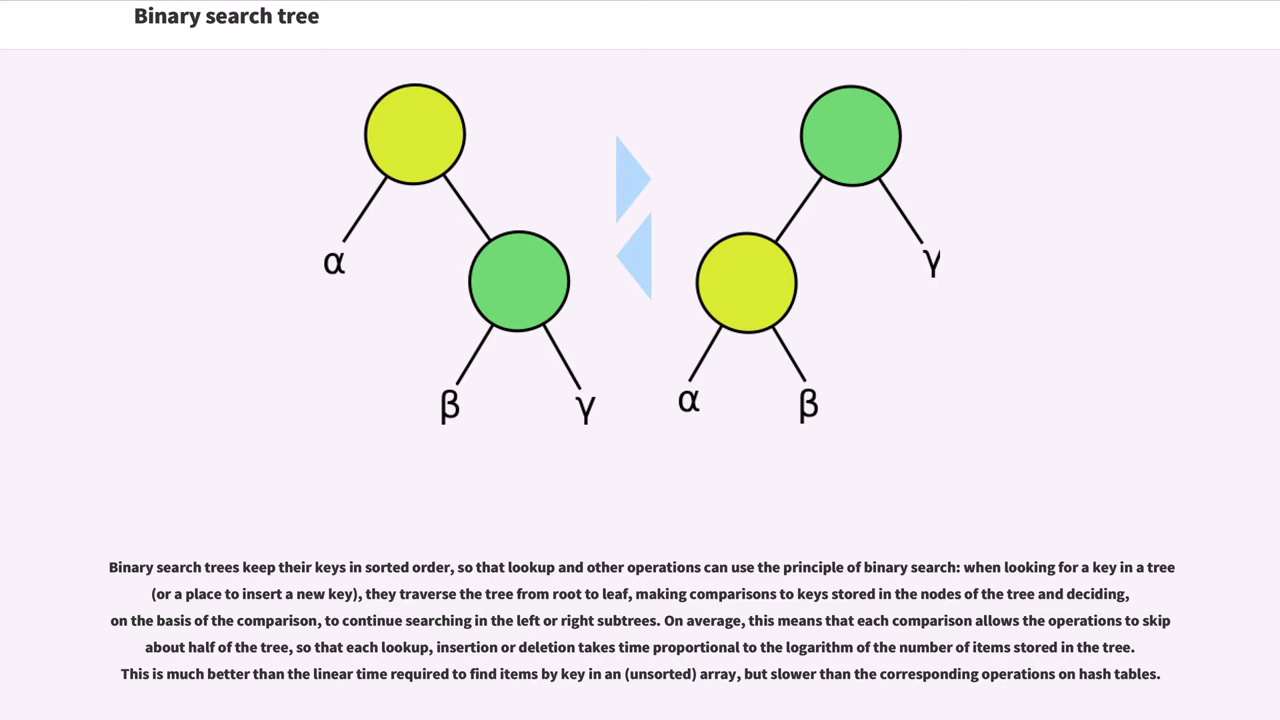 Binary search tree
α
γ
β
γ
α
β
Binary search trees keep their keys in sorted order, so that lookup and other operations can use the principle of binary search: when looking for a key in a tree
(or a place to insert a new key), they traverse the tree from root to leaf, making comparisons to keys stored in the nodes of the tree and deciding,
on the basis of the comparison, to continue searching in the left or right subtrees. On average, this means that each comparison allows the operations to skip
about half of the tree, so that each lookup, insertion or deletion takes time proportional to the logarithm of the number of items stored in the tree.
This is much better than the linear time required to find items by key in an (unsorted) array, but slower than the corresponding operations on hash tables.